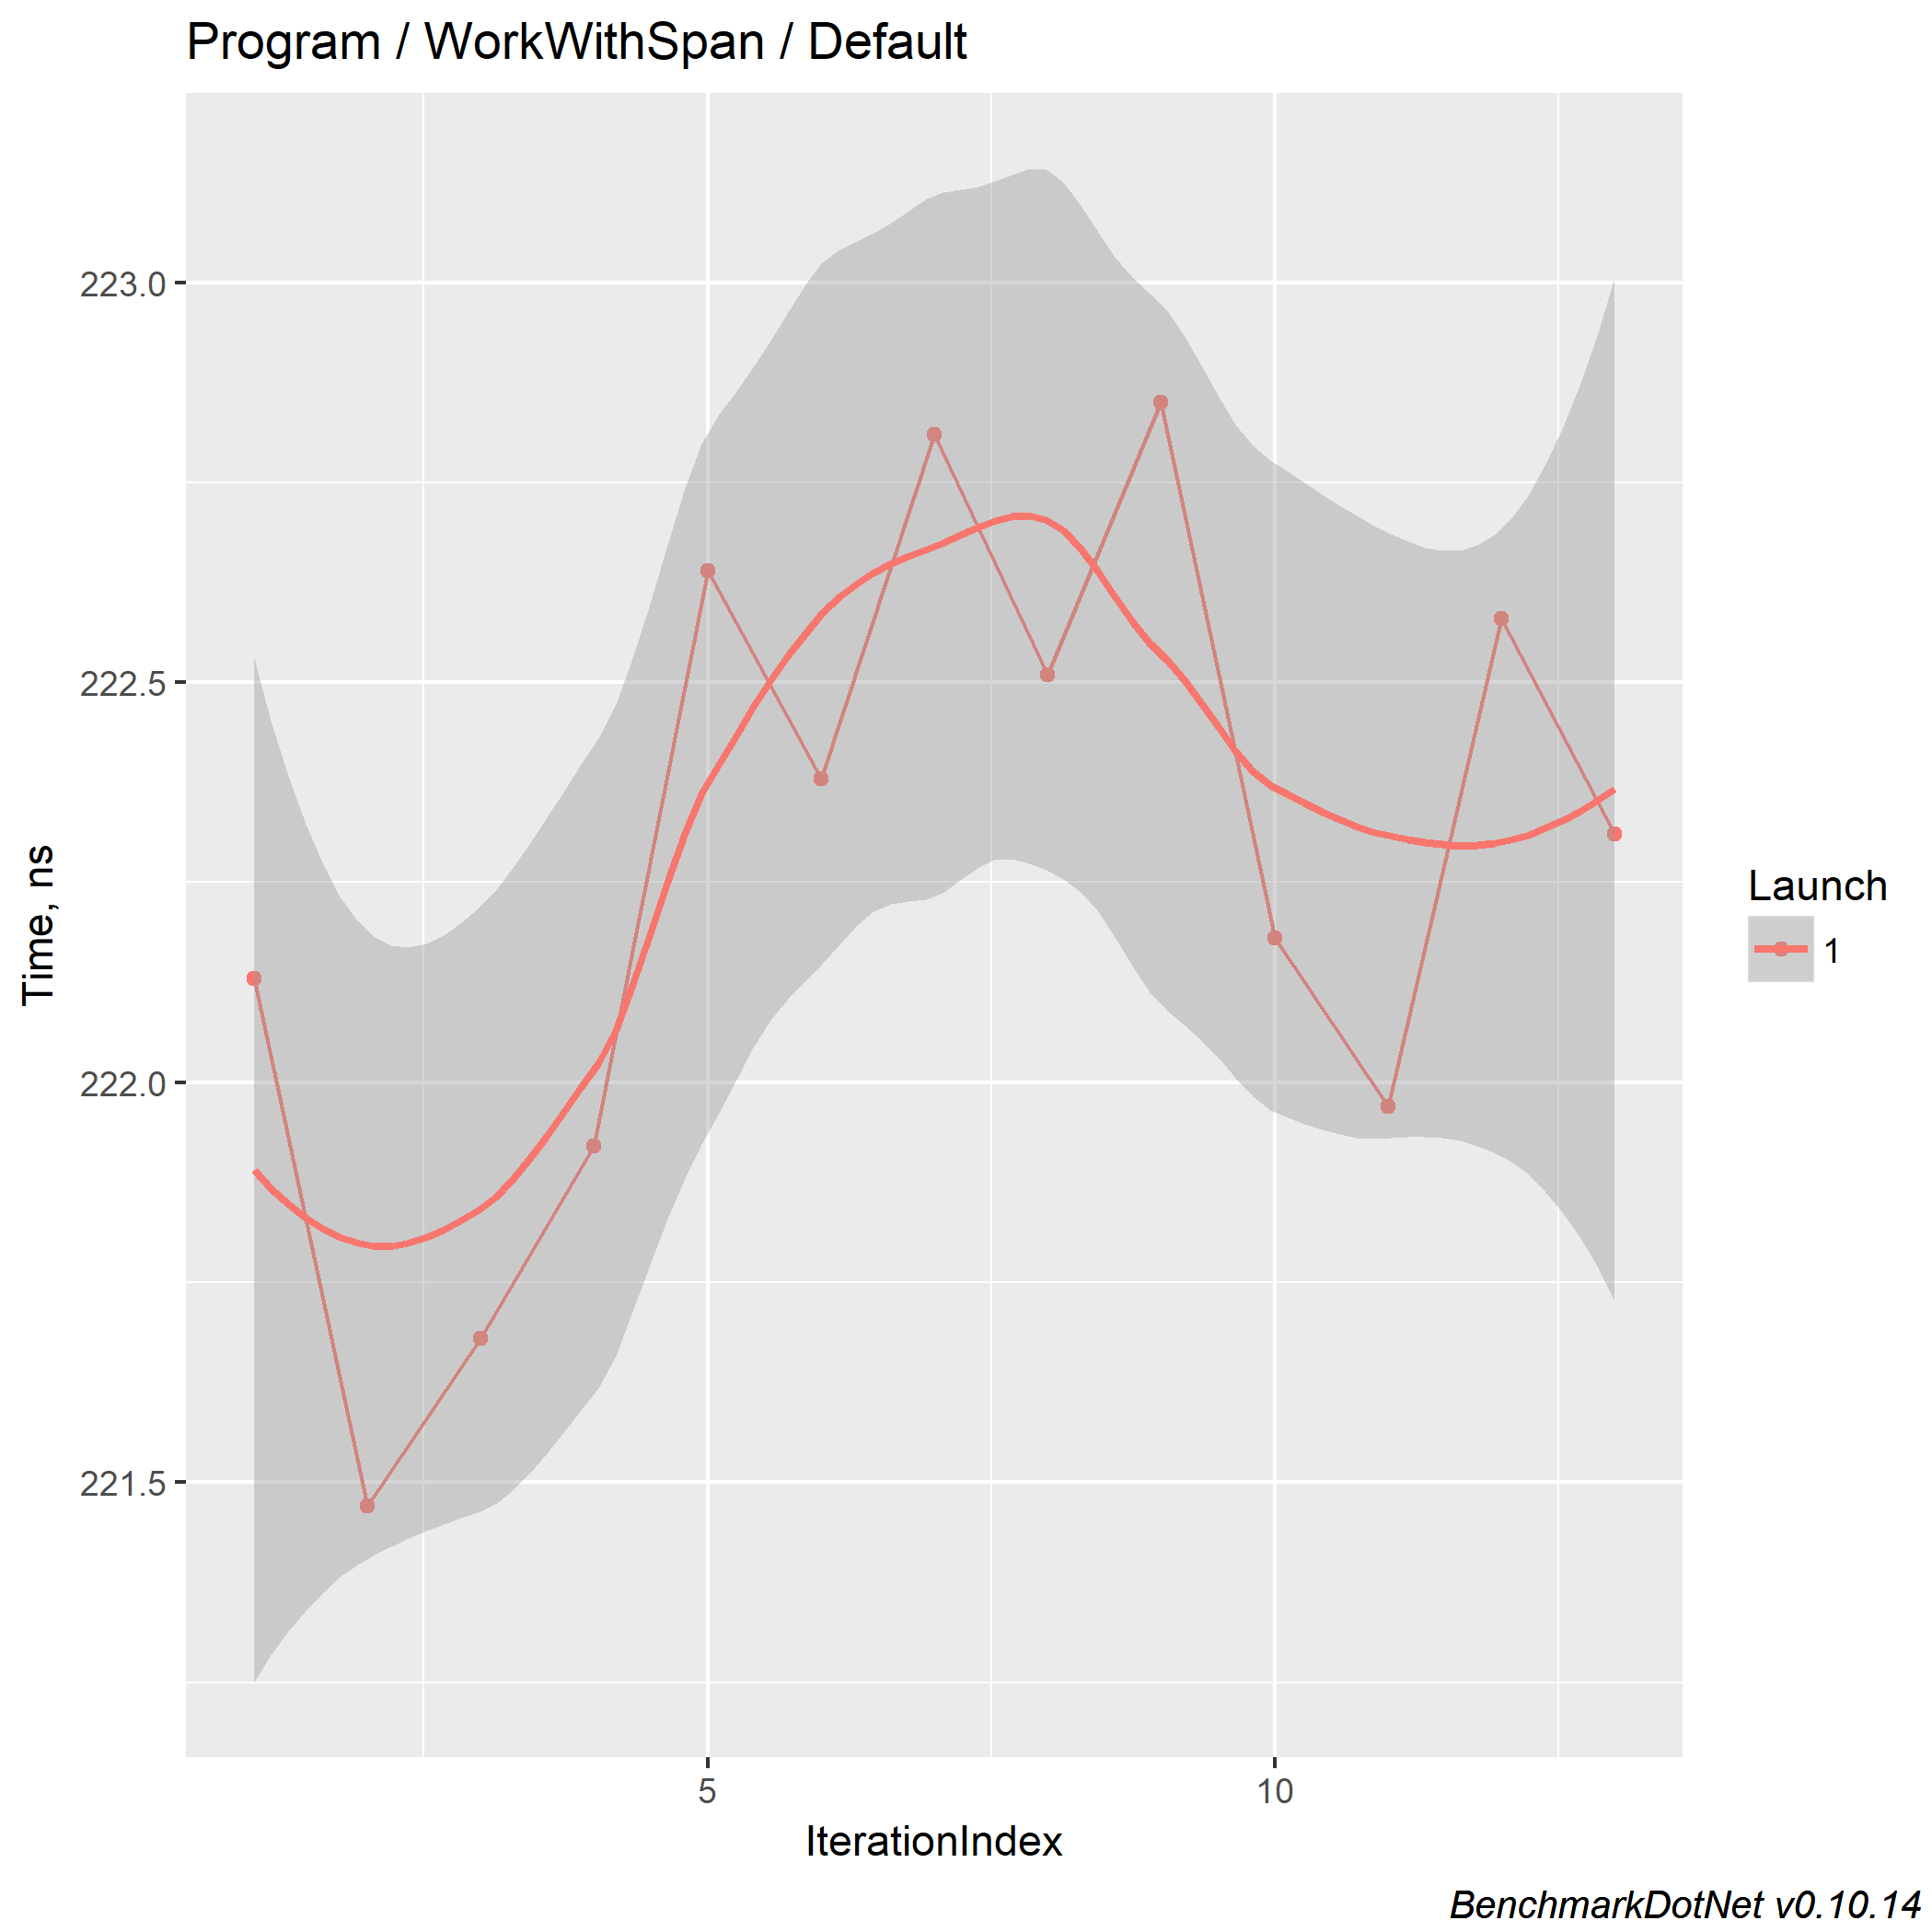 Program / WorkWithSpan / Default
223.0
222.5
222.0
221.5
Time, ns
5
10
IterationIndex
Launch
1
BenchmarkDotNet v0.10.14